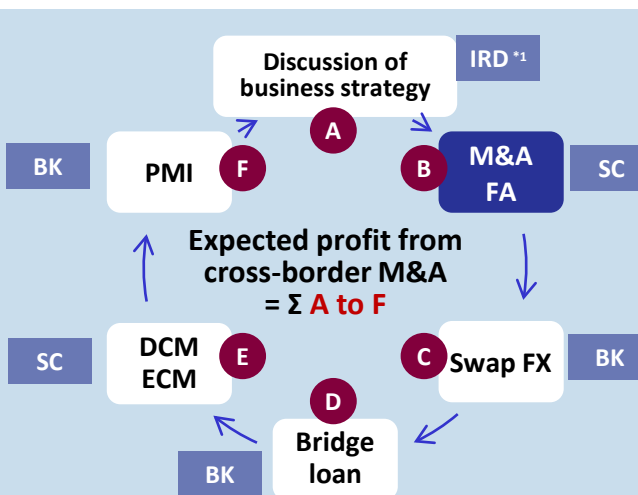 Discussion of
business strategy
IRD *1
A
BK
PMI
F
B
M&A
FA
SC
Expected profit from
cross-border M&A
= Σ A to F
SC
DCM
ECM
E
C
Swap FX
BK
D
Bridge
loan
BK